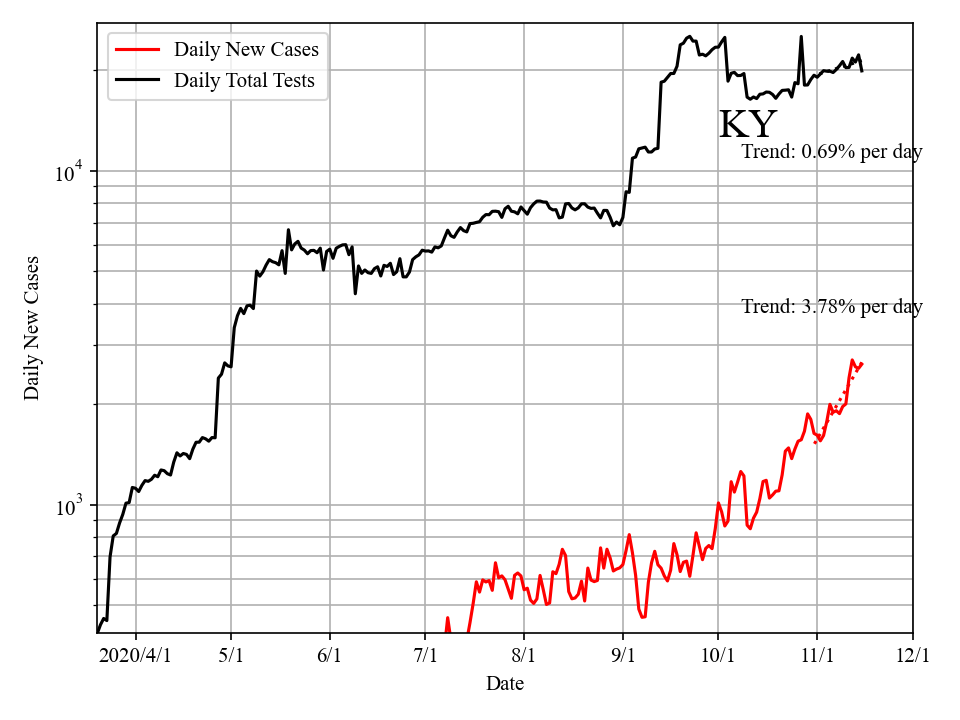 Daily New Cases
Daily Total Tests
KY
Trend: 0.69% per day
Trend: 3.78% per day
10^4
10^3
Daily New Cases
2020/4/1 5/1 6/1 7/1 8/1 9/1 10/1 11/1 12/1
Date